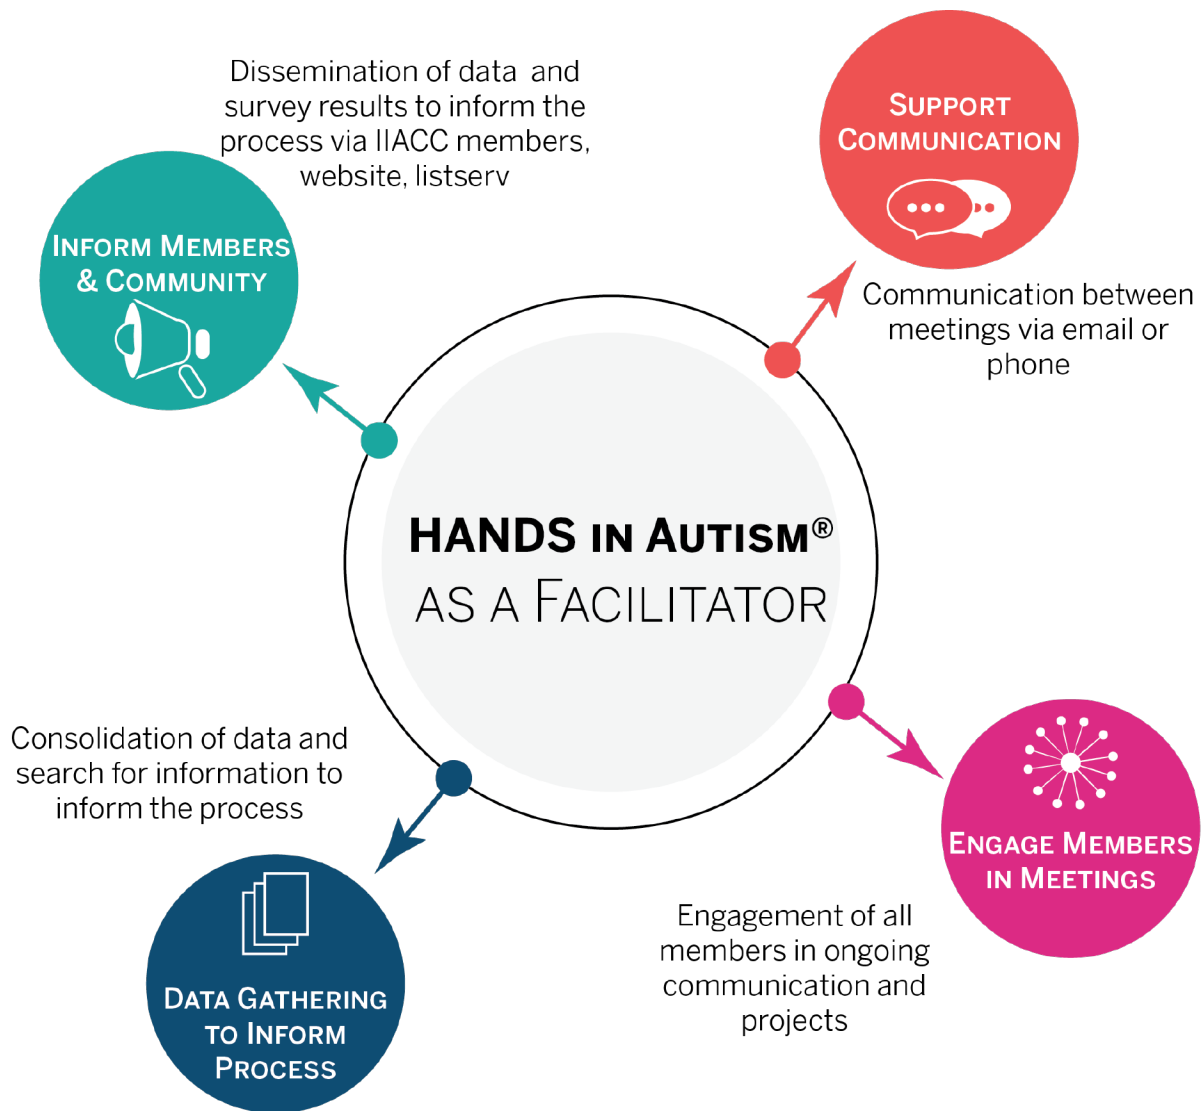 Dissemination of data and
survey results to inform the
process via IIACC members,
website, listserv
INFORM MEMBERS
& COMMUNITY
SUPPORT
COMMUNICATION
Communication between
meetings via email or
phone
HANDS IN AUTISM®
AS A FACILITATOR
Consolidation of data and
search for information to
inform the process
DATA GATHERING
TO INFORM
PROCESS
ENGAGE MEMBERS
IN MEETINGS
Engagement of all
members in ongoing
communication and
projects